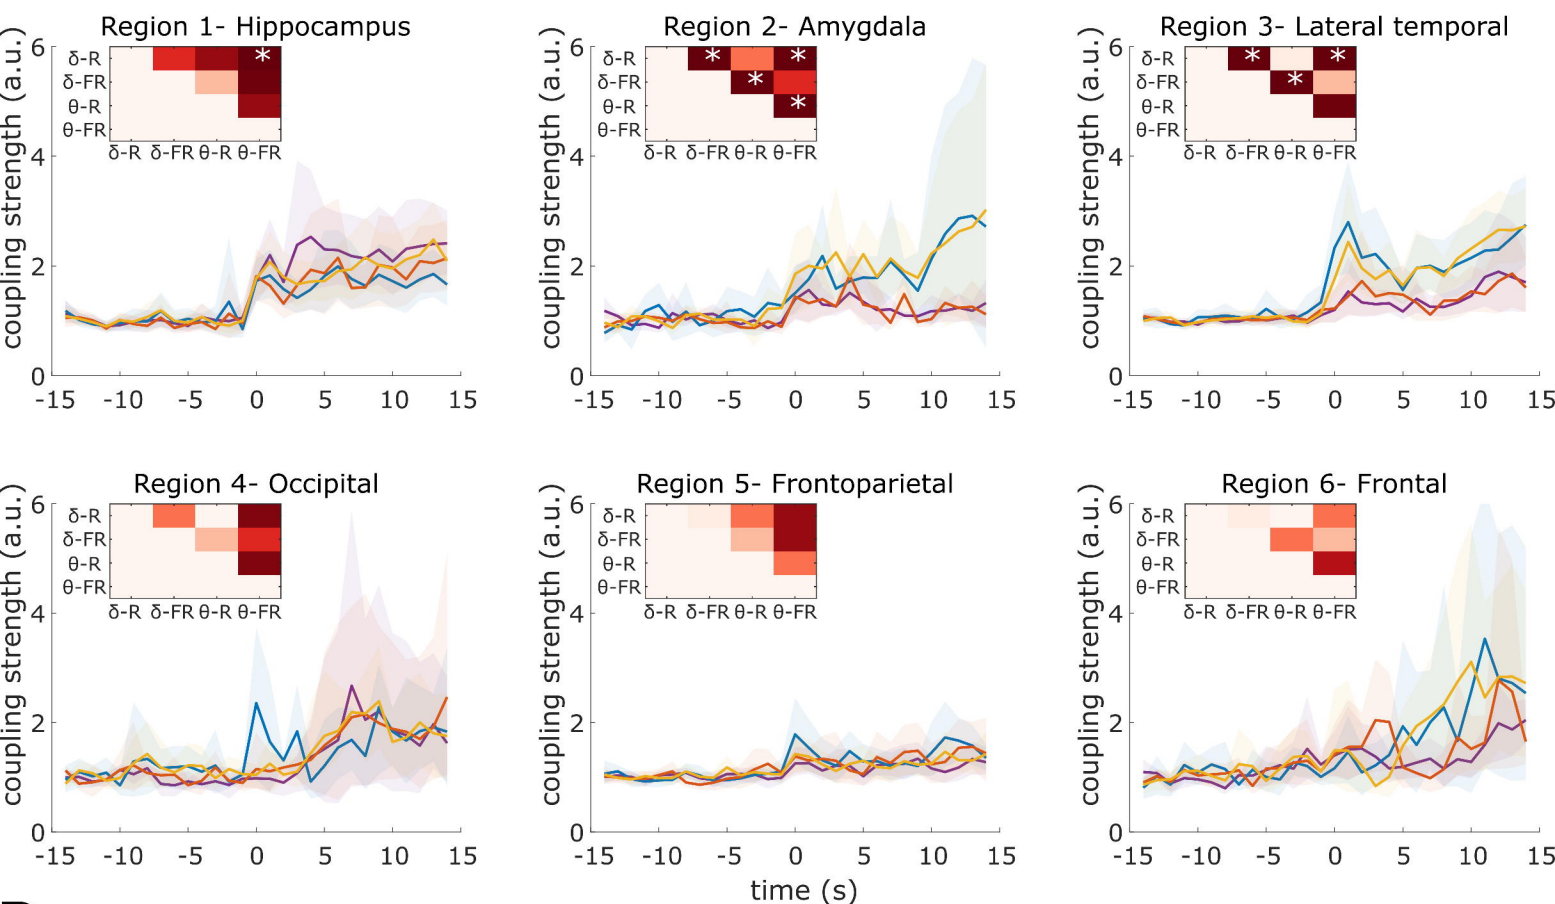 Region 1- Hippocampus
coupling strength (a.u.)
6
4
2
0
-15 -10 -5 0 5 10 15
δ-R *
δ-FR
θ-R
θ-FR
δ-R δ-FR θ-R θ-FR
Region 2- Amygdala
coupling strength (a.u.)
6
4
2
0
-15 -10 -5 0 5 10 15
δ-R * *
δ-FR *
θ-R *
θ-FR
δ-R δ-FR θ-R θ-FR
Region 3- Lateral temporal
coupling strength (a.u.)
6
4
2
0
-15 -10 -5 0 5 10 15
δ-R * *
δ-FR *
θ-R
θ-FR
δ-R δ-FR θ-R θ-FR
Region 4- Occipital
coupling strength (a.u.)
6
4
2
0
-15 -10 -5 0 5 10 15
δ-R
δ-FR
θ-R
θ-FR
δ-R δ-FR θ-R θ-FR
Region 5- Frontoparietal
coupling strength (a.u.)
6
4
2
0
-15 -10 -5 0 5 10 15
time (s)
δ-R
δ-FR
θ-R
θ-FR
δ-R δ-FR θ-R θ-FR
Region 6- Frontal
coupling strength (a.u.)
6
4
2
0
-15 -10 -5 0 5 10 15
δ-R
δ-FR
θ-R
θ-FR
δ-R δ-FR θ-R θ-FR